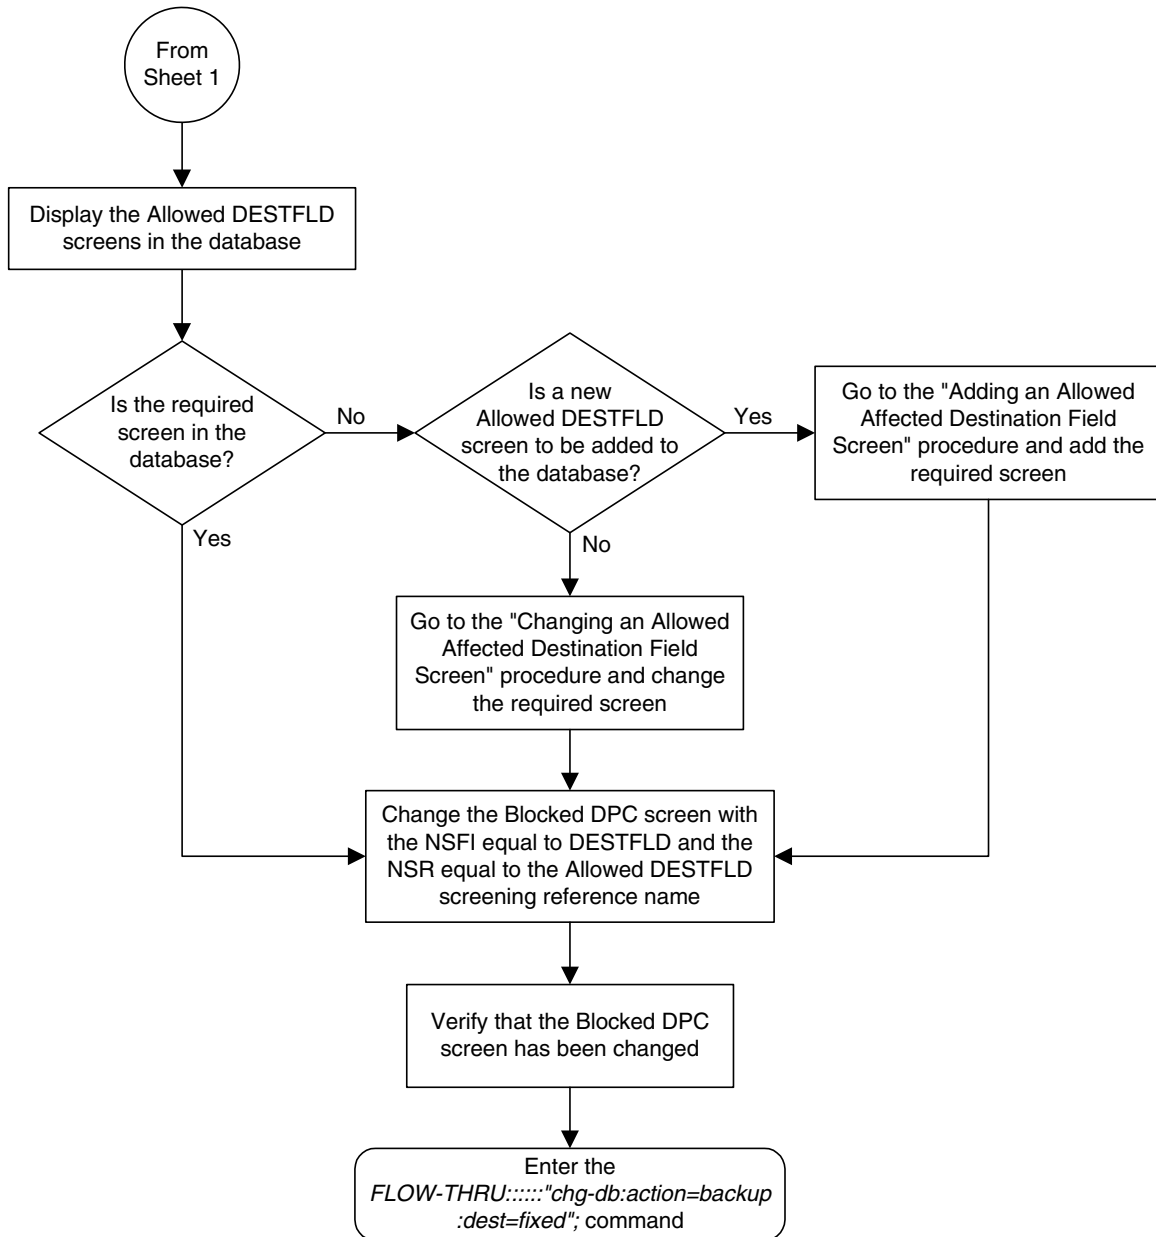 From
Sheet 1
Display the Allowed DESTFLD
screens in the database
Is the required
screen in the
database?
No
Yes
Is a new
Allowed DESTFLD
screen to be added to
the database?
Yes
No
Go to the "Adding an Allowed
Affected Destination Field
Screen" procedure and add the
required screen
Go to the "Changing an Allowed
Affected Destination Field
Screen" procedure and change
the required screen
Change the Blocked DPC screen with
the NSFI equal to DESTFLD and the
NSR equal to the Allowed DESTFLD
screening reference name
Verify that the Blocked DPC
screen has been changed
Enter the
FLOW-THRU::::::"chg-db:action=backup
:dest=fixed"; command